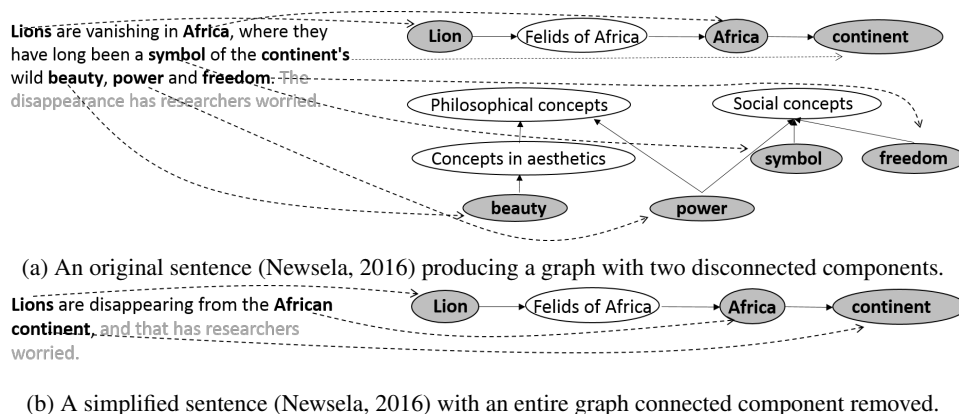 Lions are vanishing in Africa, where they
have long been a symbol of the continent's
wild beauty, power and freedom. The
disappearance has researchers worried.
Lion
Felids of Africa
Africa
continent
Philosophical concepts
Social concepts
Concepts in aesthetics
symbol
freedom
beauty
power
(a) An original sentence (Newsela, 2016) producing a graph with two disconnected components.
Lions are disappearing from the African
continent, and that has researchers
worried.
Lion
Felids of Africa
Africa
continent
(b) A simplified sentence (Newsela, 2016) with an entire graph connected component removed.